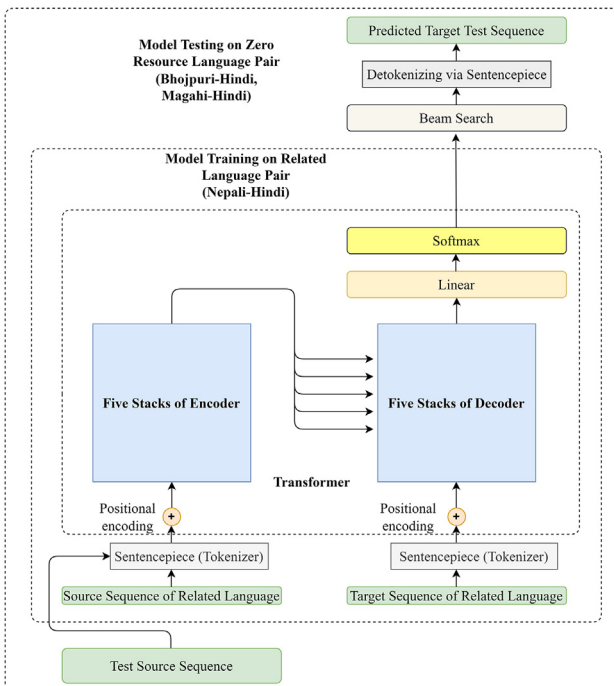 Predicted Target Test Sequence
Model Testing on Zero
Resource Language Pair
(Bhojpuri-Hindi,
Magahi-Hindi)
Detokenizing via Sentencepiece
Beam Search
Model Training on Related
Language Pair
(Nepali-Hindi)
Softmax
Linear
Five Stacks of Encoder
Five Stacks of Decoder
Transformer
Positional
encoding
+
Positional
encoding
+
Sentencepiece (Tokenizer)
Sentencepiece (Tokenizer)
Source Sequence of Related Language
Target Sequence of Related Language
Test Source Sequence